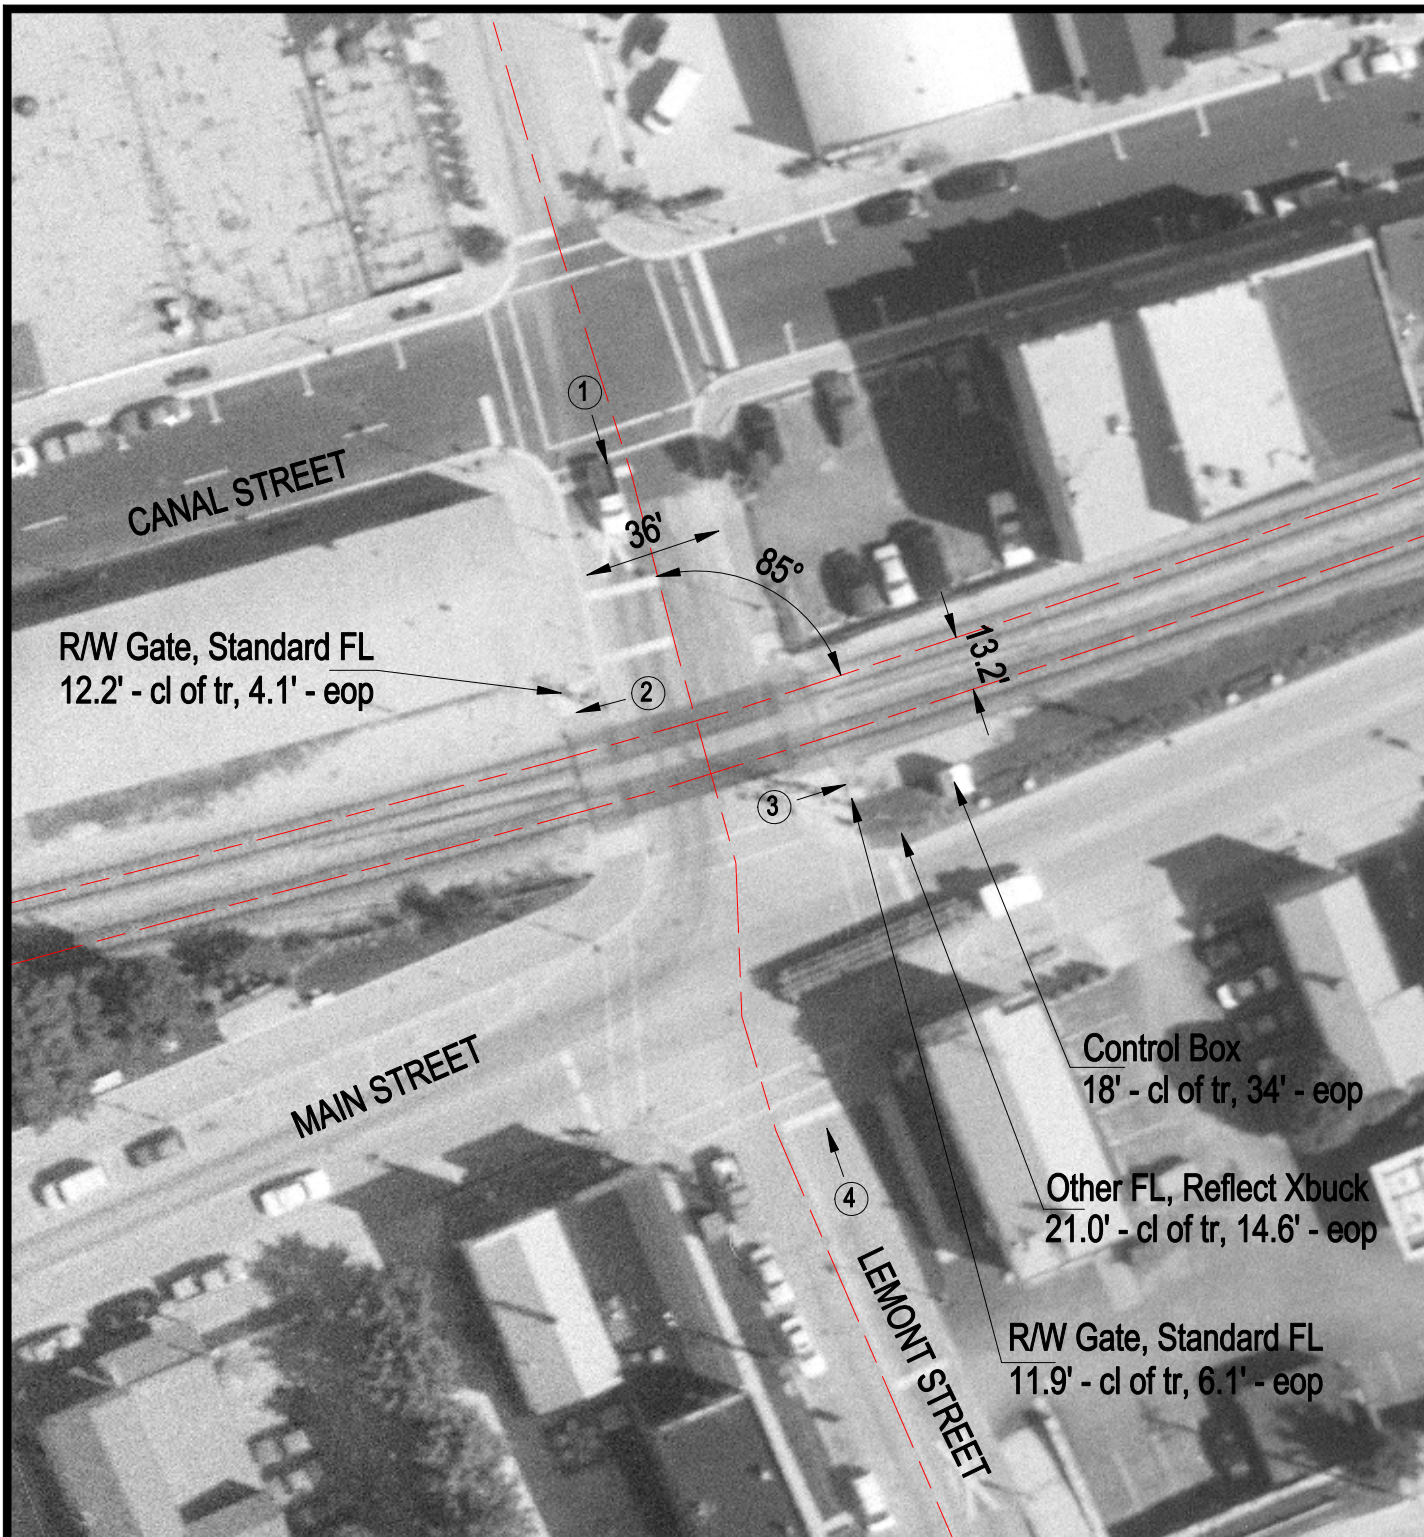 1
CANAL STREET
36'
85°
R/W Gate, Standard FL
12.2' - cl of tr, 4.1' - eop
13.2'
2
3
MAIN STREET
Control Box
18' - cl of tr, 34' - eop
4
Other FL, Reflect Xbuck
21.0' - cl of tr, 14.6' - eop
LEMONT STREET
R/W Gate, Standard FL
11.9' - cl of tr, 6.1' - eop